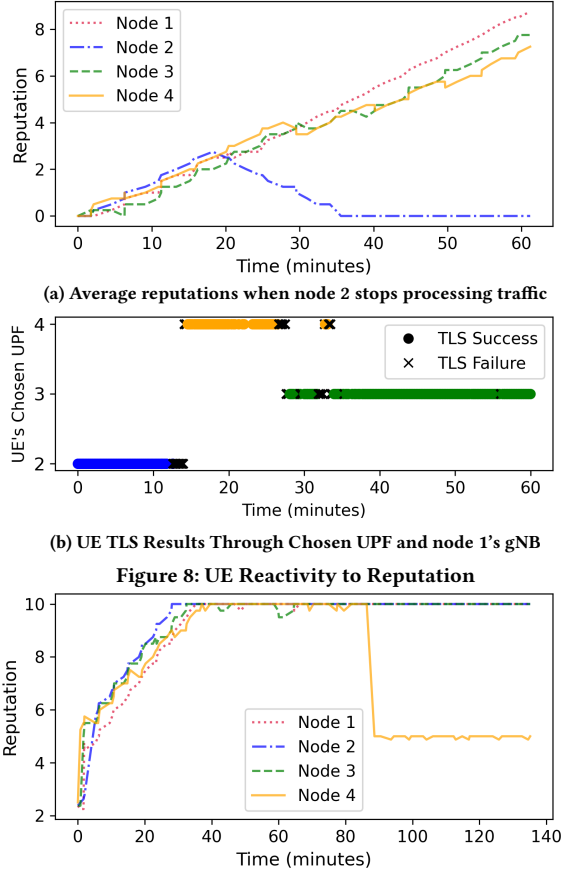 8
6
4
2
0
Reputation
Node 1
Node 2
Node 3
Node 4
0 10 20 30 40 50 60
Time (minutes)
(a) Average reputations when node 2 stops processing traffic
4
3
2
UE's Chosen UPF
TLS Success
TLS Failure
0 10 20 30 40 50 60
Time (minutes)
(b) UE TLS Results Through Chosen UPF and node 1's gNB
Figure 8: UE Reactivity to Reputation
10
8
6
4
2
Reputation
Node 1
Node 2
Node 3
Node 4
0 20 40 60 80 100 120 140
Time (minutes)